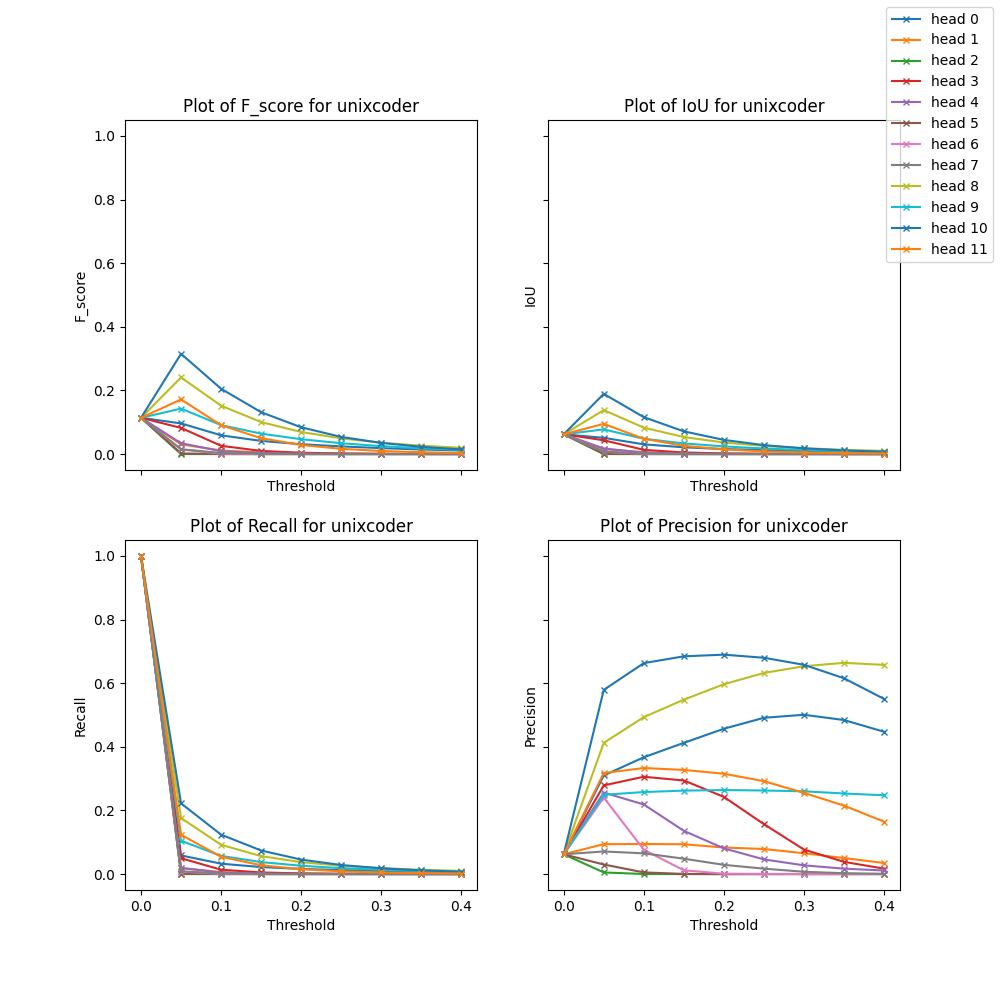 head 0
head 1
head 2
head 3
head 4
head 5
head 6
head 7
head 8
head 9
head 10
head 11
Plot of F_score for unixcoder
1.0
0.8
0.6
0.4
0.2
0.0
F_score
Threshold
Plot of IoU for unixcoder
IoU
Threshold
Plot of Recall for unixcoder
1.0
0.8
0.6
0.4
0.2
0.0
Recall
0.0 0.1 0.2 0.3 0.4
Threshold
Plot of Precision for unixcoder
Precision
0.0 0.1 0.2 0.3 0.4
Threshold